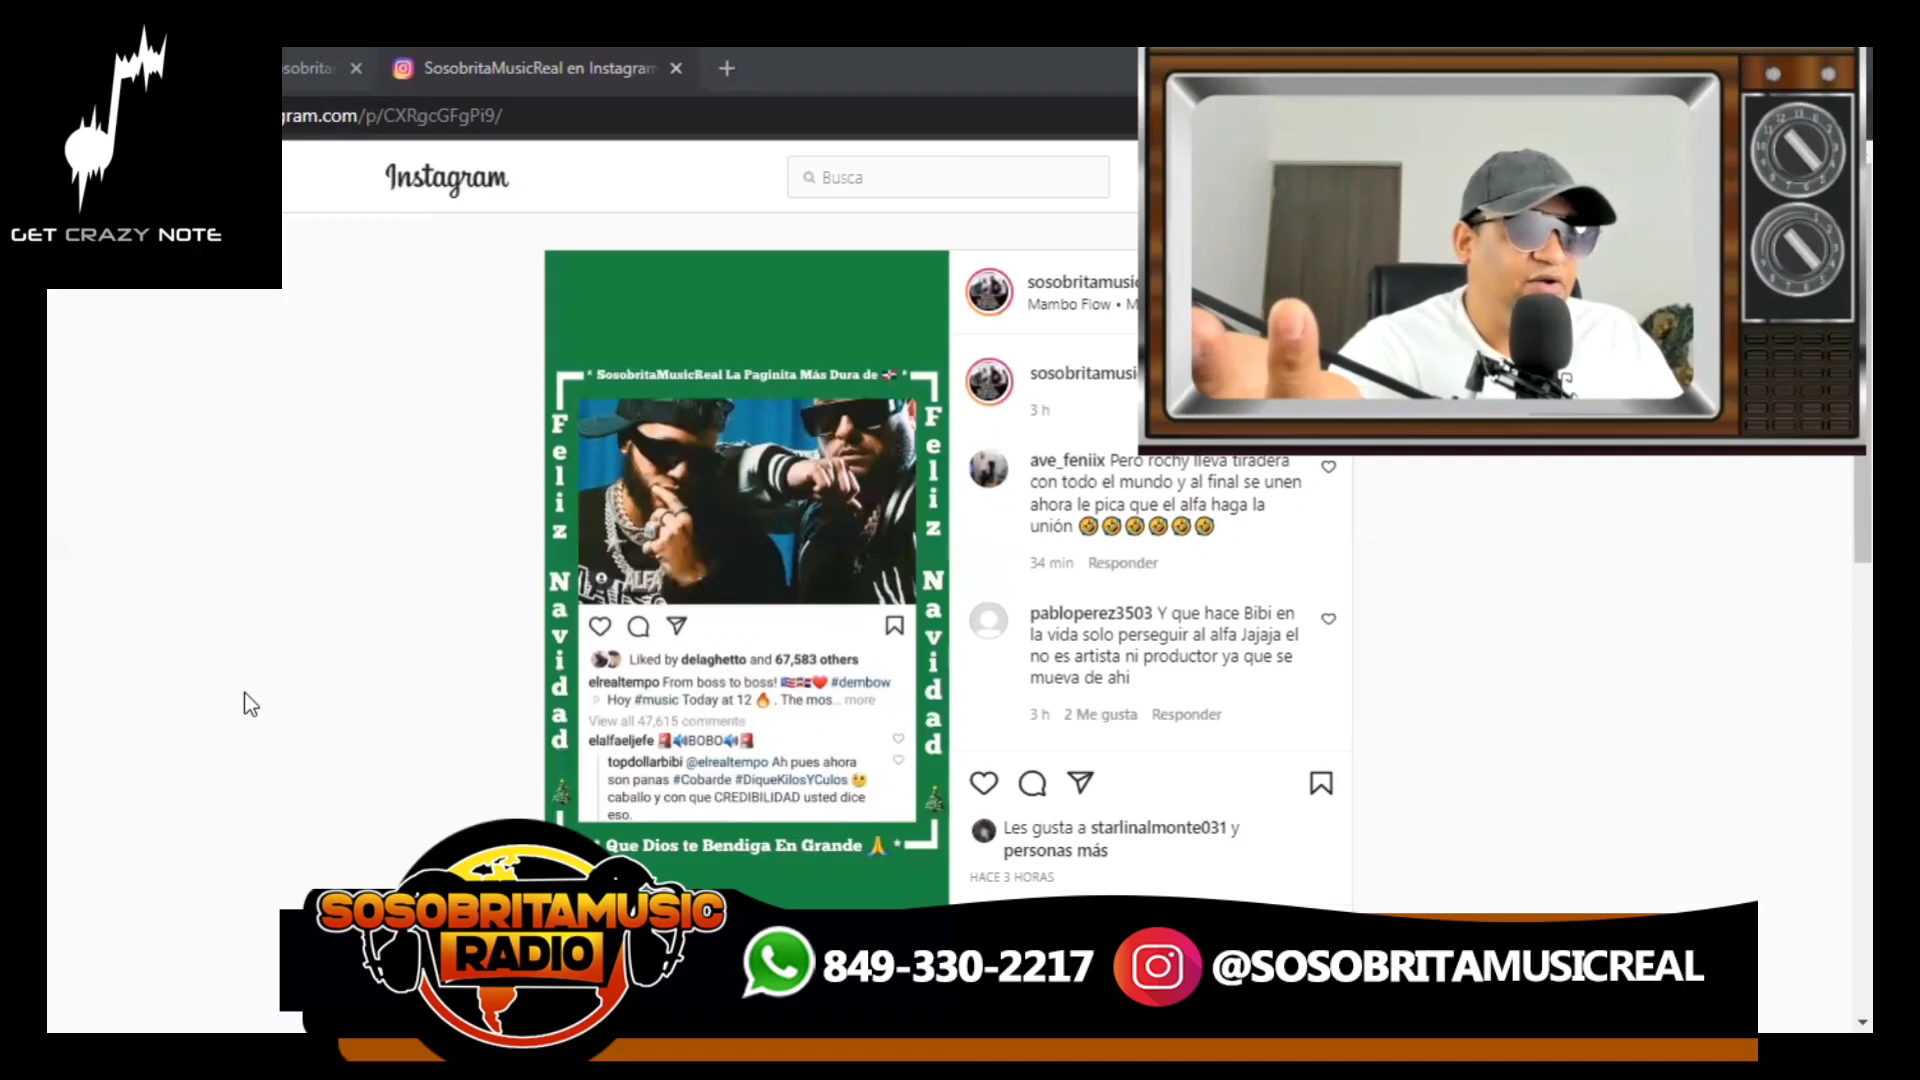 GET CRAZY NOTE
sobrita
SosobritaMusicReal en Instagram
gram.com/p/CXRgcGFgPi9/
Instagram
Busca
* SosobritaMusicReal La Paginita Más Dura de 🇩🇴 *
Feliz Navidad
Feliz Navidad
ALFA
Liked by delaghetto and 67,583 others
elrealtempo From boss to boss! 🇵🇷🇩🇴❤️ #dembow
Hoy #music Today at 12 🔥 . The mos... more
View all 47,615 comments
elalfaeljefe 🚨🔊BOBO🔊🚨
topdollarbibi @elrealtempo Ah pues ahora
son panas #Cobarde #DiqueKilosYCulos 🤔
caballo y con que CREDIBILIDAD usted dice
eso.
* Que Dios te Bendiga En Grande 🙏 *
sosobritamusic
Mambo Flow • M
sosobritamusi
3 h
ave_feniix Pero rochy lleva tiradera
con todo el mundo y al final se unen
ahora le pica que el alfa haga la
unión 🤣🤣🤣🤣🤣🤣
34 min Responder
pabloperez3503 Y que hace Bibi en
la vida solo perseguir al alfa Jajaja el
no es artista ni productor ya que se
mueva de ahi
3 h 2 Me gusta Responder
Les gusta a starlinalmonte031 y
personas más
HACE 3 HORAS
SOSOBRITAMUSIC
RADIO
849-330-2217
@SOSOBRITAMUSICREAL